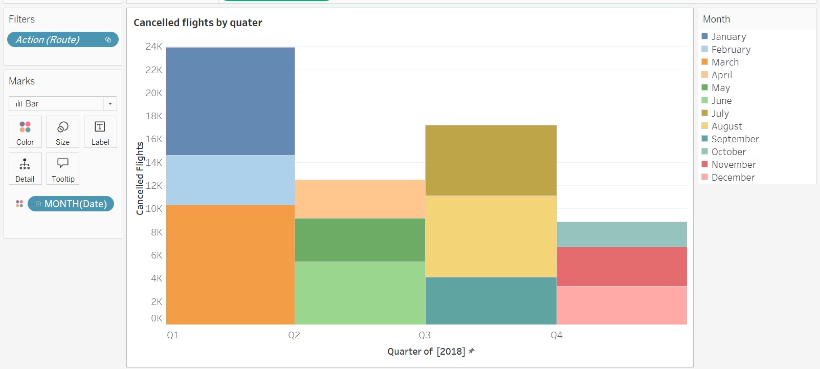 Filters
Action (Route)
Marks
Bar
Color
Size
Label
Detail
Tooltip
MONTH(Date)
Cancelled flights by quater
Cancelled Flights
24K
22K
20K
18K
16K
14K
12K
10K
8K
6K
4K
2K
0K
Q1
Q2
Q3
Q4
Quarter of [2018]
Month
January
February
March
April
May
June
July
August
September
October
November
December